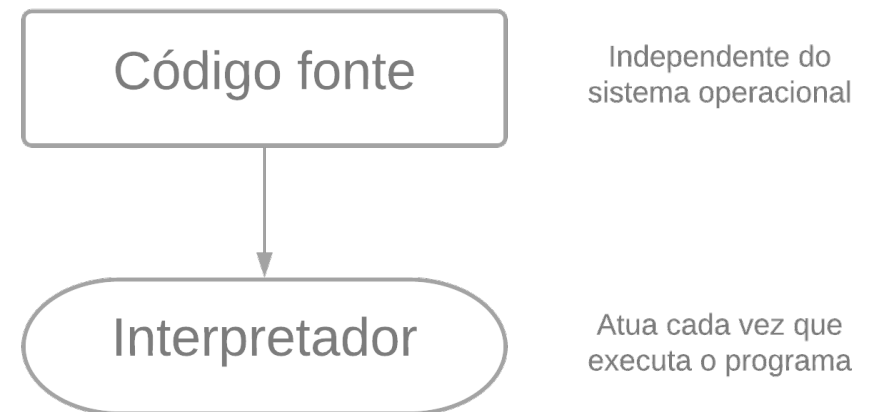 Código fonte
Independente do
sistema operacional
Interpretador
Atua cada vez que
executa o programa